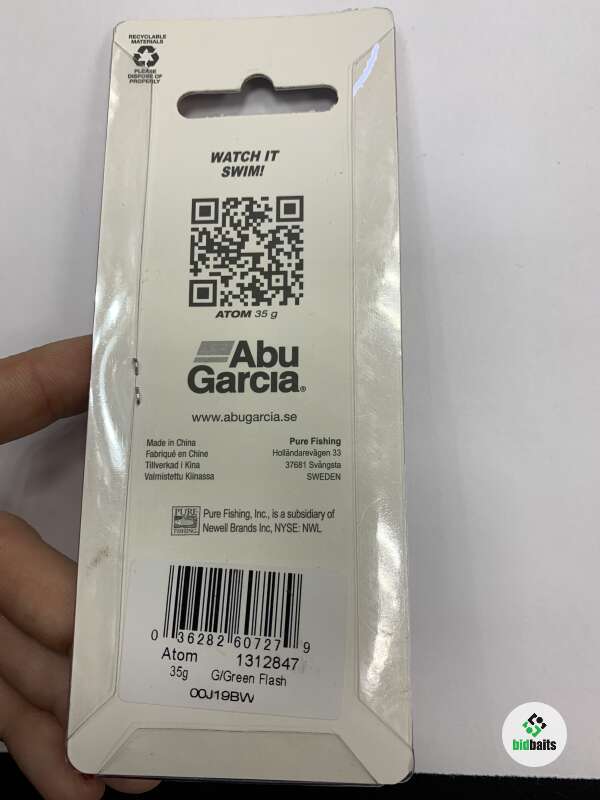 RECYCLABLE
MATERIALS
PLEASE
DISPOSE OF
PROPERLY
WATCH IT
SWIM!
ATOM 35 g
Abu
Garcia®
www.abugarcia.se
Made in China
Fabriqué en Chine
Tillverkad i Kina
Valmistettu Kiinassa
Pure Fishing
Holländarevägen 33
37681 Svängsta
SWEDEN
PURE
FISHING
Pure Fishing, Inc., is a subsidiary of
Newell Brands Inc, NYSE: NWL
0 36282 60727 9
Atom 1312847
35g G/Green Flash
00J19BW
bidbaits